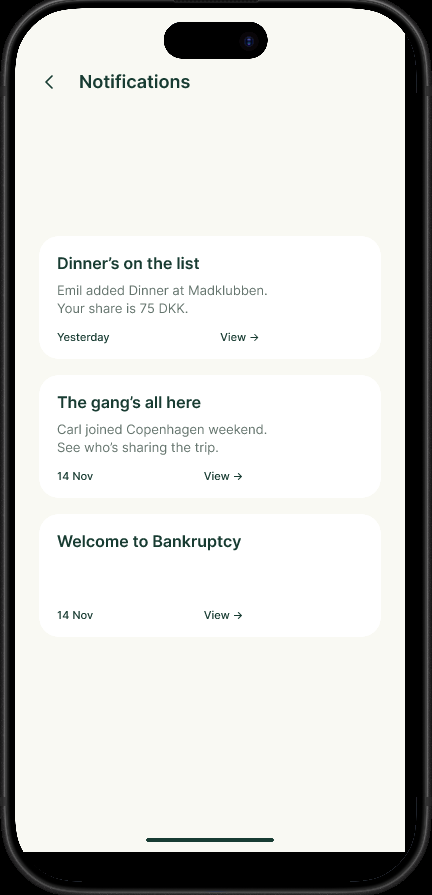 Notifications
Dinner’s on the list
Emil added Dinner at Madklubben.
Your share is 75 DKK.
Yesterday View →
The gang’s all here
Carl joined Copenhagen weekend.
See who’s sharing the trip.
14 Nov View →
Welcome to Bankruptcy
14 Nov View →